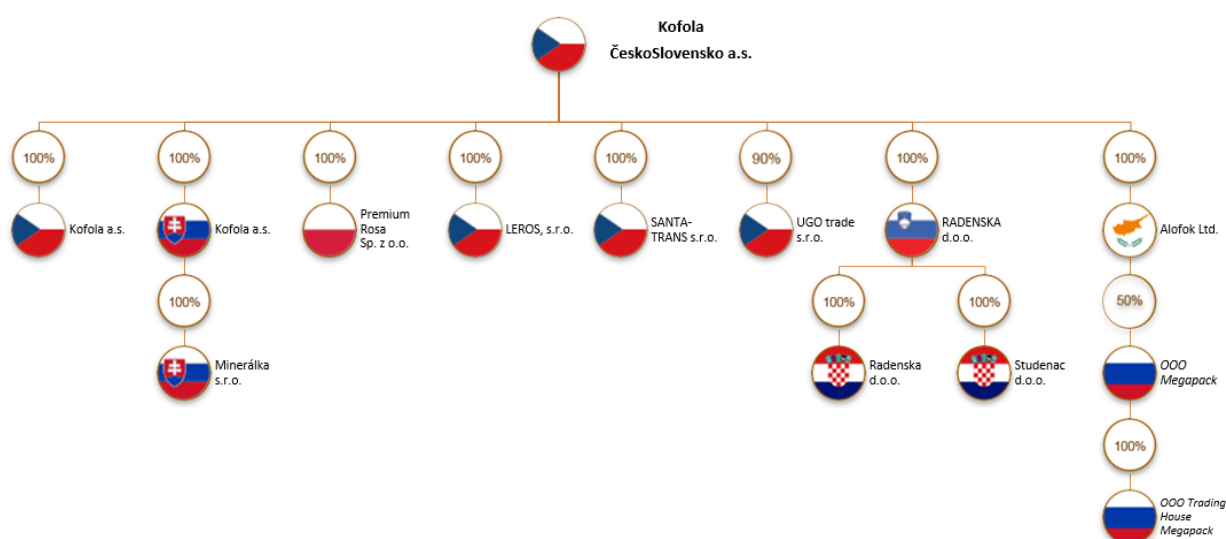 Kofola
ČeskoSlovensko a.s.
100%
100%
100%
100%
100%
90%
100%
100%
Kofola a.s.
Kofola a.s.
Premium
Rosa
Sp. z o.o.
LEROS, s.r.o.
SANTA-
TRANS s.r.o.
UGO trade
s.r.o.
RADENSKA
d.o.o.
Alofok Ltd.
100%
100%
100%
50%
Minerálka
s.r.o.
Radenska
d.o.o.
Studenac
d.o.o.
OOO
Megapack
100%
OOO Trading
House
Megapack